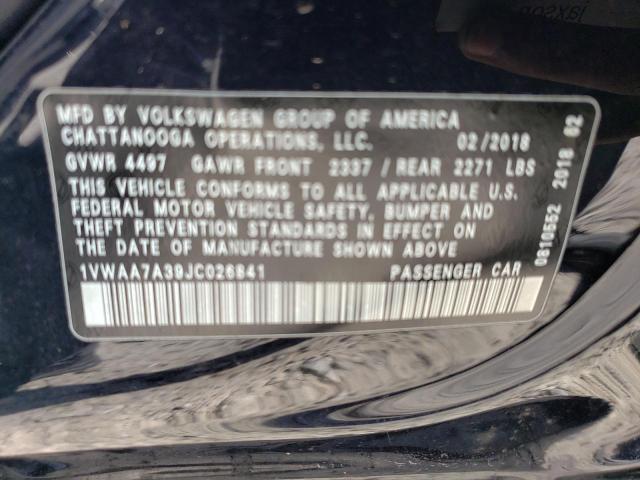 MFD BY VOLKSWAGEN GROUP OF AMERICA
CHATTANOOGA OPERATIONS, LLC. 02/2018
GVWR 4497 GAWR FRONT 2337 / REAR 2271 LBS
THIS VEHICLE CONFORMS TO ALL APPLICABLE U.S.
FEDERAL MOTOR VEHICLE SAFETY, BUMPER AND
THEFT PREVENTION STANDARDS IN EFFECT ON
THE DATE OF MANUFACTURE SHOWN ABOVE
1VWAA7A39JC026841 PASSENGER CAR
0810552 2018 02